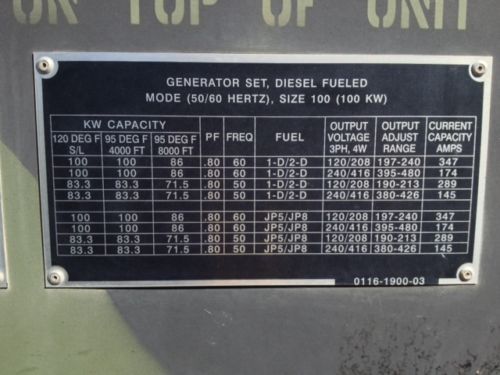 ON TOP OF UNIT
GENERATOR SET, DIESEL FUELED
MODE (50/60 HERTZ), SIZE 100 (100 KW)
KW CAPACITY
120 DEG F S/L 95 DEG F 4000 FT 95 DEG F 8000 FT PF FREQ FUEL OUTPUT VOLTAGE 3PH, 4W OUTPUT ADJUST RANGE CURRENT CAPACITY AMPS
100 100 86 .80 60 1-D/2-D 120/208 197-240 347
100 100 86 .80 60 1-D/2-D 240/416 395-480 174
83.3 83.3 71.5 .80 50 1-D/2-D 120/208 190-213 289
83.3 83.3 71.5 .80 50 1-D/2-D 240/416 380-426 145
100 100 86 .80 60 JP5/JP8 120/208 197-240 347
100 100 86 .80 60 JP5/JP8 240/416 395-480 174
83.3 83.3 71.5 .80 50 JP5/JP8 120/208 190-213 289
83.3 83.3 71.5 .80 50 JP5/JP8 240/416 380-426 145
0116-1900-03